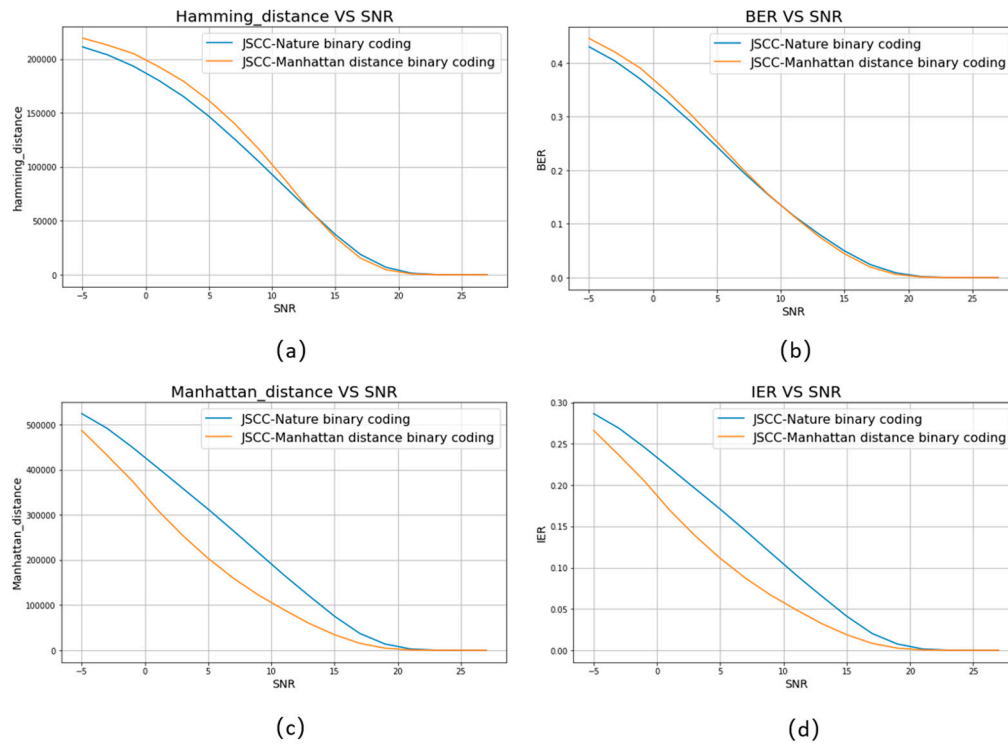 Hamming_distance VS SNR
JSCC-Nature binary coding
JSCC-Manhattan distance binary coding
hamming_distance
200000
150000
100000
50000
0
-5 0 5 10 15 20 25
SNR
(a)
BER VS SNR
JSCC-Nature binary coding
JSCC-Manhattan distance binary coding
BER
0.4
0.3
0.2
0.1
0.0
-5 0 5 10 15 20 25
SNR
(b)
Manhattan_distance VS SNR
JSCC-Nature binary coding
JSCC-Manhattan distance binary coding
Manhattan_distance
500000
400000
300000
200000
100000
0
-5 0 5 10 15 20 25
SNR
(c)
IER VS SNR
JSCC-Nature binary coding
JSCC-Manhattan distance binary coding
IER
0.30
0.25
0.20
0.15
0.10
0.05
0.00
-5 0 5 10 15 20 25
SNR
(d)